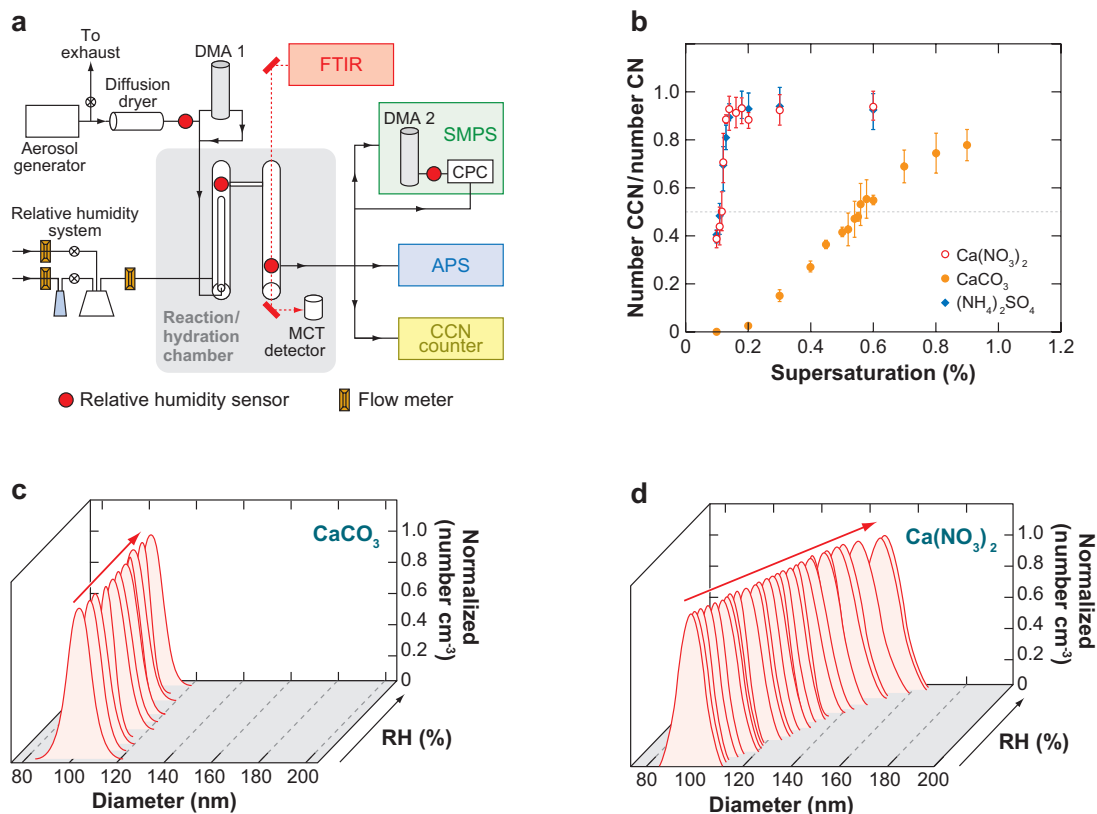 a
To
exhaust
DMA 1
Diffusion
dryer
Aerosol
generator
FTIR
DMA 2
SMPS
CPC
Relative humidity
system
APS
Reaction/
hydration
chamber
MCT
detector
CCN
counter
Relative humidity sensor
Flow meter
b
Number CCN/number CN
1.0
0.8
0.6
0.4
0.2
0
0 0.2 0.4 0.6 0.8 1.0 1.2
Supersaturation (%)
Ca(NO₃)₂
CaCO₃
(NH₄)₂SO₄
c
CaCO₃
1.0
0.8
0.6
0.4
0.2
0
Normalized
(number cm⁻³)
RH (%)
80 100 120 140 160 180 200
Diameter (nm)
d
Ca(NO₃)₂
1.0
0.8
0.6
0.4
0.2
0
Normalized
(number cm⁻³)
RH (%)
80 100 120 140 160 180 200
Diameter (nm)